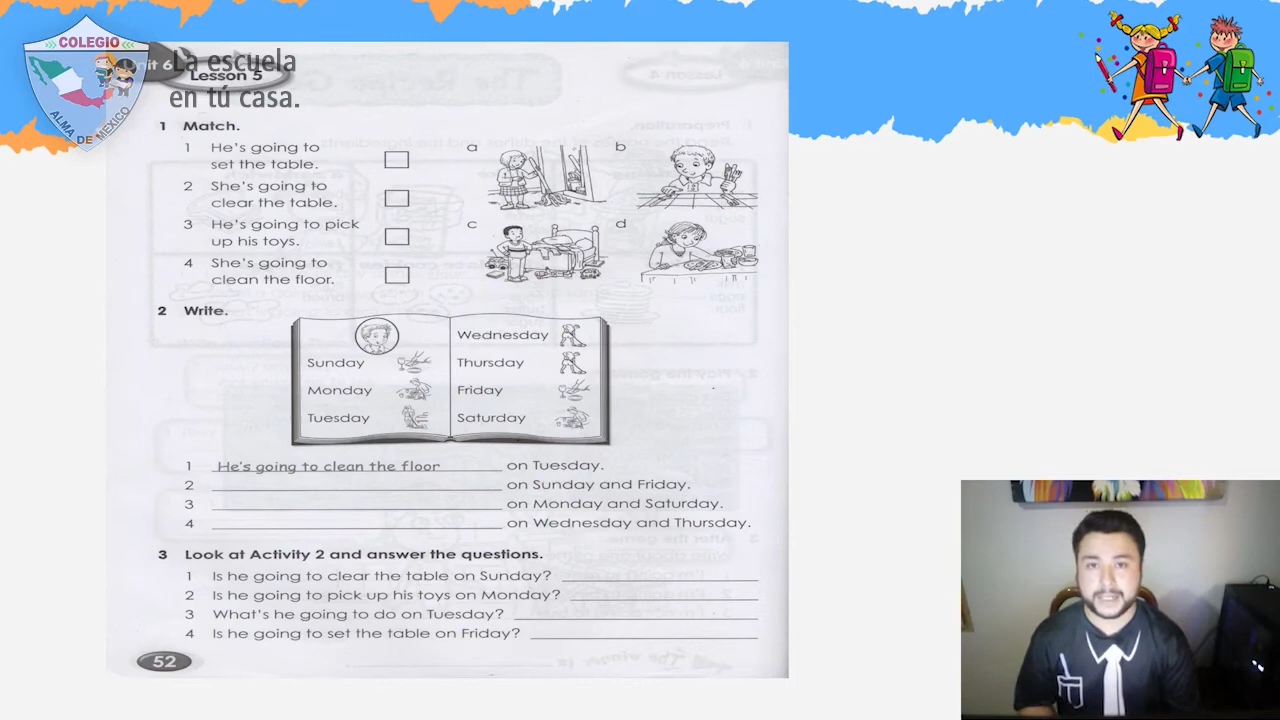 COLEGIO
ALMA DE MEXICO
La escuela
en tú casa.
Unit 6
Lesson 5
1 Match.
1 He's going to
set the table.
2 She's going to
clear the table.
3 He's going to pick
up his toys.
4 She's going to
clean the floor.
a
b
c
d
2 Write.
Sunday
Monday
Tuesday
Wednesday
Thursday
Friday
Saturday
1 He's going to clean the floor on Tuesday.
2 on Sunday and Friday.
3 on Monday and Saturday.
4 on Wednesday and Thursday.
3 Look at Activity 2 and answer the questions.
1 Is he going to clear the table on Sunday?
2 Is he going to pick up his toys on Monday?
3 What's he going to do on Tuesday?
4 Is he going to set the table on Friday?
52